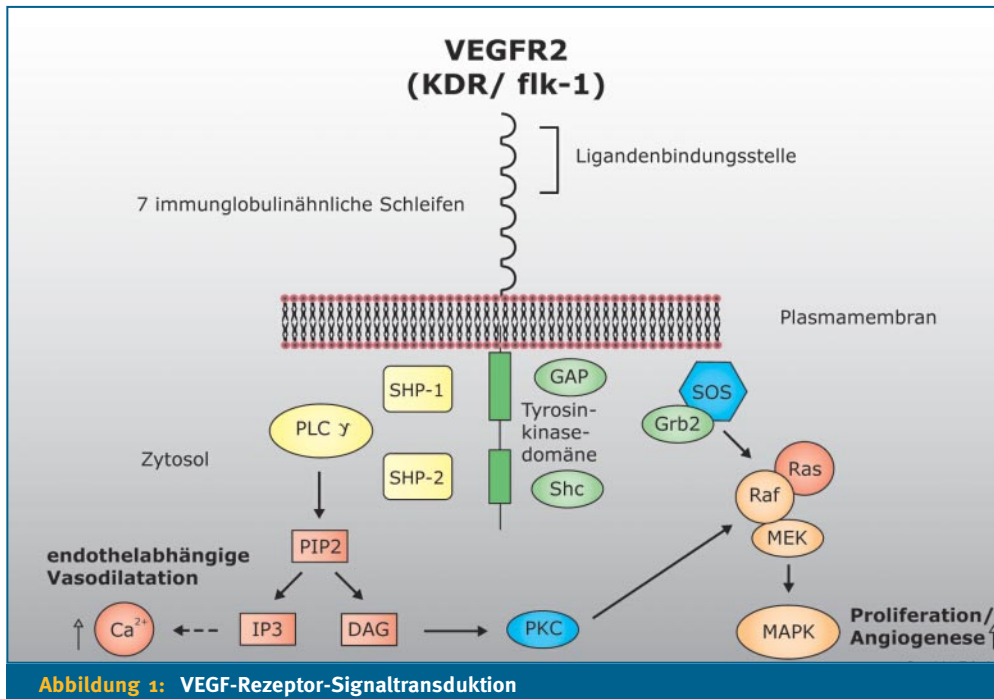 VEGFR2
(KDR/ flk-1)
Ligandenbindungsstelle
7 immunglobulinähnliche Schleifen
Plasmamembran
SHP-1
GAP
SOS
Grb2
PLC γ
Tyrosin-
kinase-
domäne
Zytosol
SHP-2
Shc
Ras
Raf
MEK
PIP2
endothelabhängige
Vasodilatation
Ca²⁺
IP3
DAG
PKC
MAPK
Proliferation/
Angiogenese
Abbildung 1: VEGF-Rezeptor-Signaltransduktion